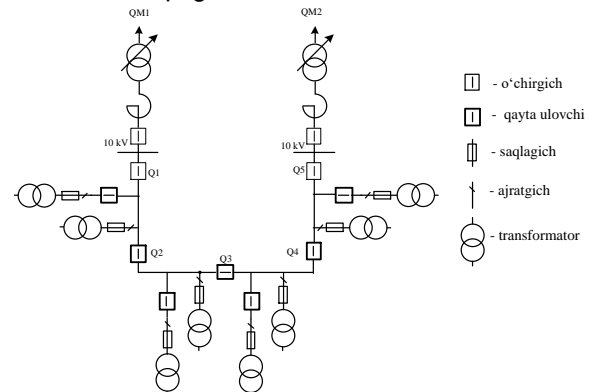 QM1
QM2
10 kV
10 kV
Q1
Q5
Q2
Q3
Q4
- o‘chirgich
- qayta ulovchi
- saqlagich
- ajratgich
- transformator